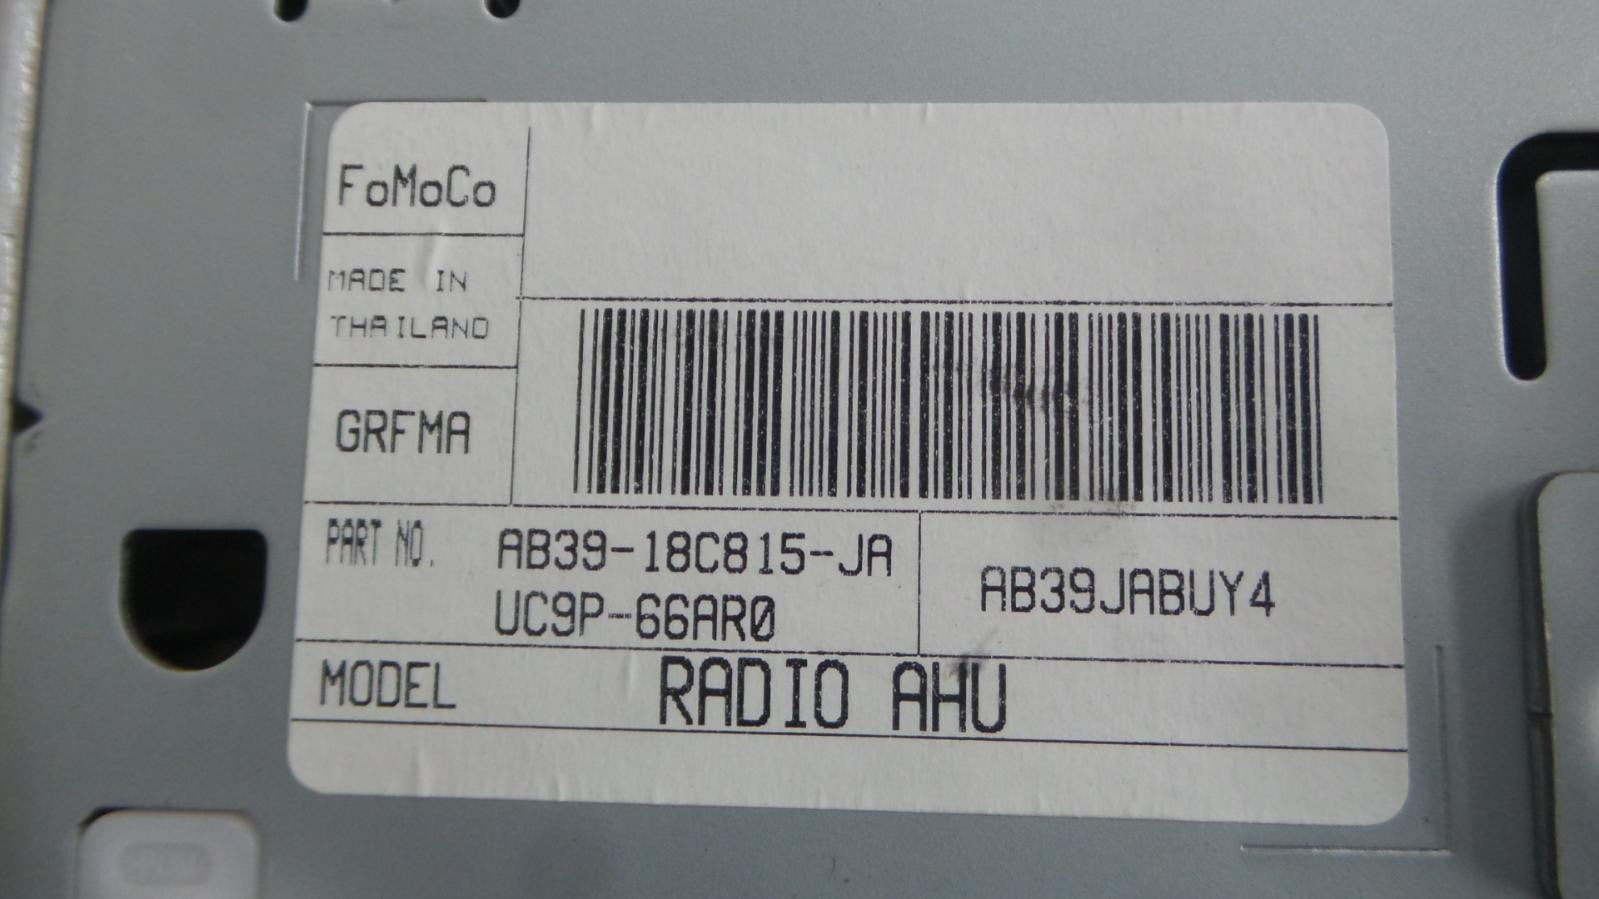 FoMoCo
MADE IN
THAILAND
GRFMA
PART NO. AB39-18C815-JA
UC9P-66AR0
AB39JABUY4
MODEL RADIO AHU